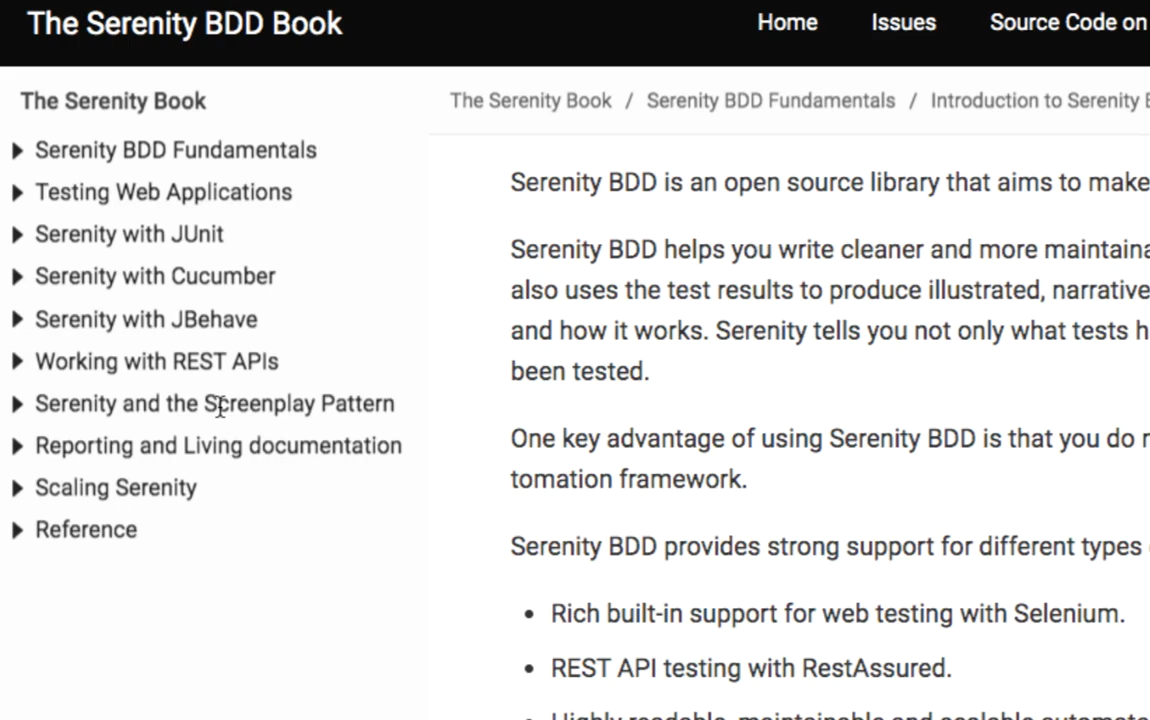 The Serenity BDD Book
Home Issues Source Code on
The Serenity Book
Serenity BDD Fundamentals
Testing Web Applications
Serenity with JUnit
Serenity with Cucumber
Serenity with JBehave
Working with REST APIs
Serenity and the Screenplay Pattern
Reporting and Living documentation
Scaling Serenity
Reference
The Serenity Book / Serenity BDD Fundamentals / Introduction to Serenity
Serenity BDD is an open source library that aims to make
Serenity BDD helps you write cleaner and more
also uses the test results to produce illustrated, narrative
and how it works. Serenity tells you not only what tests
been tested.
One key advantage of using Serenity BDD is that you do
tomation framework.
Serenity BDD provides strong support for different types
• Rich built-in support for web testing with Selenium.
• REST API testing with RestAssured.